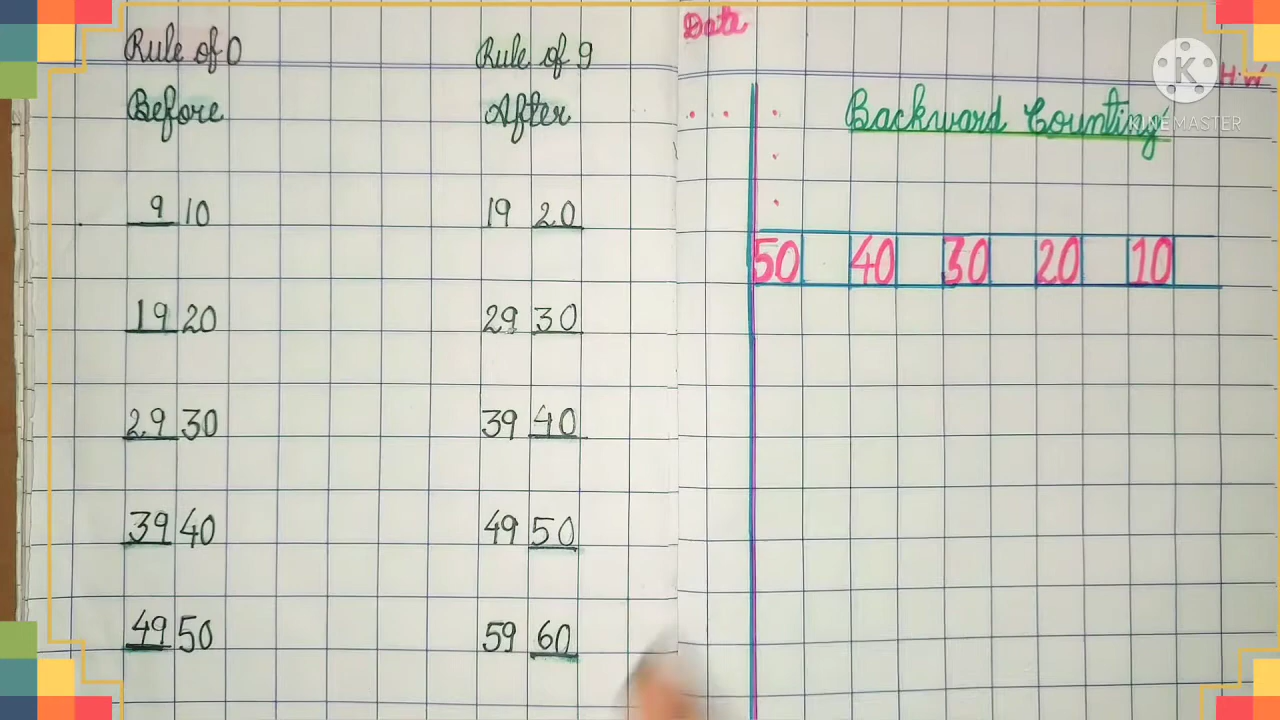 Rule of 0
Before
9 10
19 20
29 30
39 40
49 50
Rule of 9
After
19 20
29 30
39 40
49 50
59 60
Date
H.W
Backward Counting
50 40 30 20 10
K
KINEMASTER